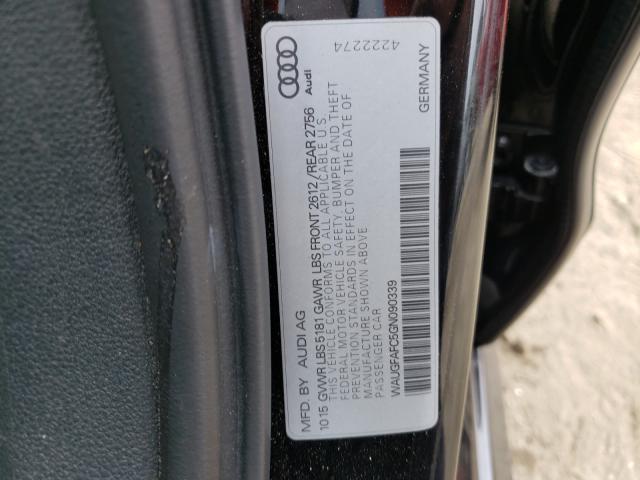 MFD. BY AUDI AG
Audi
10 15 GVWR LBS 5181 GAWR LBS FRONT 2612/REAR 2756
THIS VEHICLE CONFORMS TO ALL APPLICABLE U.S.
FEDERAL MOTOR VEHICLE SAFETY, BUMPER AND THEFT
PREVENTION STANDARDS IN EFFECT ON THE DATE OF
MANUFACTURE SHOWN ABOVE
PASSENGER CAR
WAUGFAFC5GN090339
GERMANY
4222274